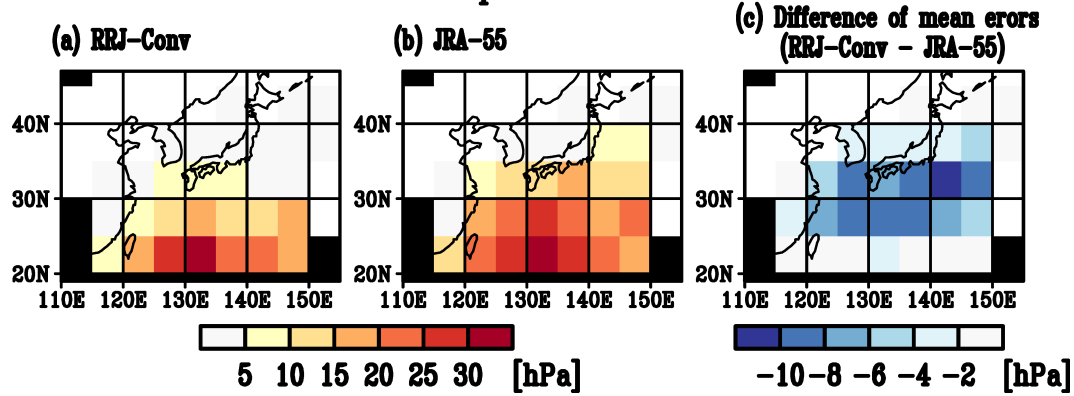 (c) Difference of mean erors
(RRJ-Conv - JRA-55)
(a) RRJ-Conv
(b) JRA-55
40N
30N
20N
110E 120E 130E 140E 150E
40N
30N
20N
110E 120E 130E 140E 150E
40N
30N
20N
110E 120E 130E 140E 150E
5 10 15 20 25 30 [hPa]
-10 -8 -6 -4 -2 [hPa]